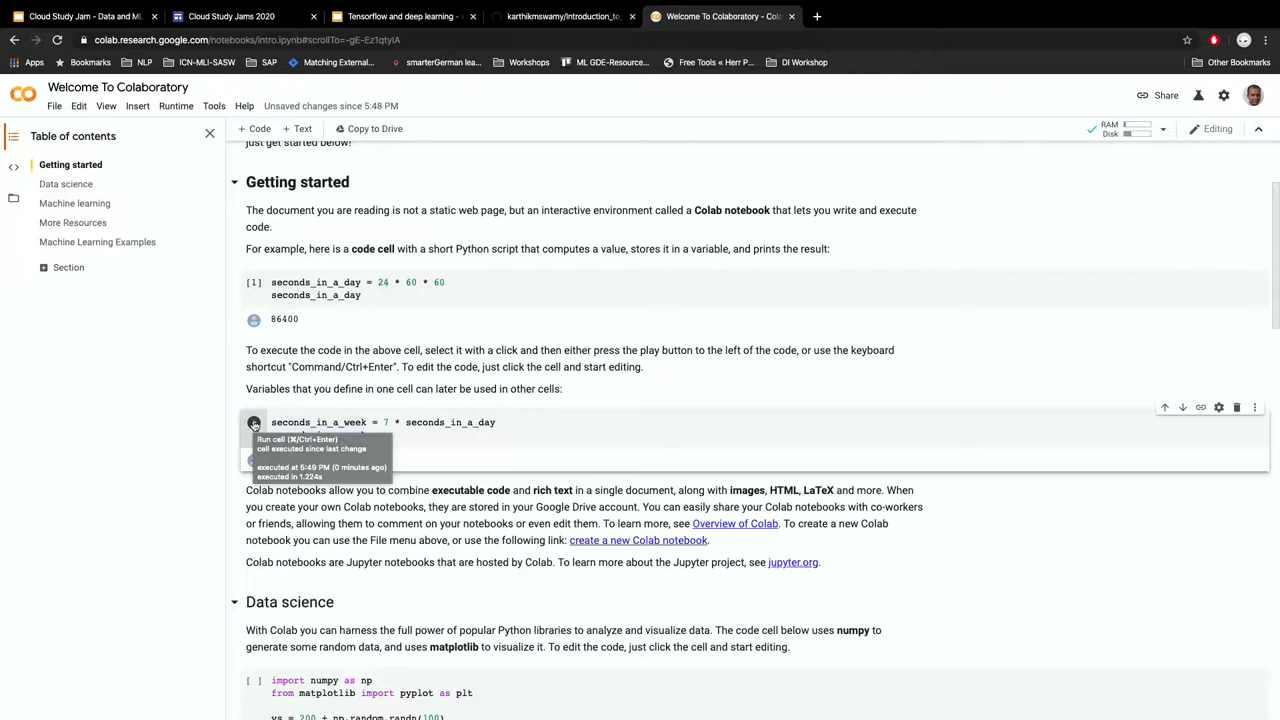 Cloud Study Jam - Data and ML
Cloud Study Jams 2020
Tensorflow and deep learning -
karthikmswamy/Introduction_to_
Welcome To Colaboratory - Cola
colab.research.google.com/notebooks/intro.ipynb#scrollTo=-gE-Ez1qtyIA
Apps
Bookmarks
NLP
ICN-MLI-SASW
SAP
Matching External...
smarterGerman lea...
Workshops
ML GDE-Resource...
Free Tools « Herr P...
DI Workshop
Other Bookmarks
Welcome To Colaboratory
File Edit View Insert Runtime Tools Help Unsaved changes since 5:48 PM
Share
Table of contents
+ Code + Text Copy to Drive
RAM
Disk
Editing
Getting started
Data science
Machine learning
More Resources
Machine Learning Examples
Section
just get started below!
Getting started
The document you are reading is not a static web page, but an interactive environment called a Colab notebook that lets you write and execute
code.
For example, here is a code cell with a short Python script that computes a value, stores it in a variable, and prints the result:
[1] seconds_in_a_day = 24 * 60 * 60
seconds_in_a_day
86400
To execute the code in the above cell, select it with a click and then either press the play button to the left of the code, or use the keyboard
shortcut "Command/Ctrl+Enter". To edit the code, just click the cell and start editing.
Variables that you define in one cell can later be used in other cells:
seconds_in_a_week = 7 * seconds_in_a_day
Run cell (⌘/Ctrl+Enter)
cell executed since last change
executed at 5:49 PM (0 minutes ago)
executed in 1.224s
Colab notebooks allow you to combine executable code and rich text in a single document, along with images, HTML, LaTeX and more. When
you create your own Colab notebooks, they are stored in your Google Drive account. You can easily share your Colab notebooks with co-workers
or friends, allowing them to comment on your notebooks or even edit them. To learn more, see Overview of Colab. To create a new Colab
notebook you can use the File menu above, or use the following link: create a new Colab notebook.
Colab notebooks are Jupyter notebooks that are hosted by Colab. To learn more about the Jupyter project, see jupyter.org.
Data science
With Colab you can harness the full power of popular Python libraries to analyze and visualize data. The code cell below uses numpy to
generate some random data, and uses matplotlib to visualize it. To edit the code, just click the cell and start editing.
[ ] import numpy as np
from matplotlib import pyplot as plt
ys = 200 + np.random.randn(100)